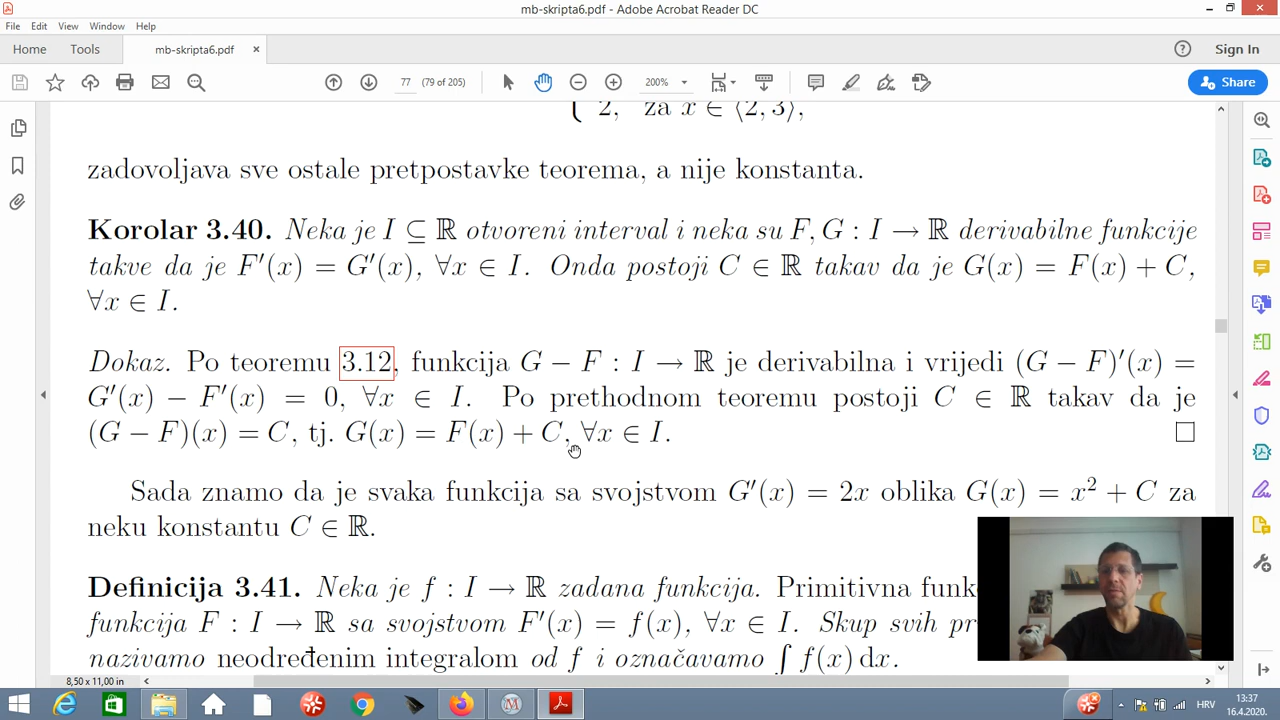 mb-skripta6.pdf - Adobe Acrobat Reader DC
File Edit View Window Help
Home Tools mb-skripta6.pdf × Sign In
77 (79 of 205) 200% Share
2, za x ∈ ⟨2, 3⟩,
zadovoljava sve ostale pretpostavke teorema, a nije konstanta.
Korolar 3.40. Neka je I ⊆ ℝ otvoreni interval i neka su F, G : I → ℝ derivabilne funkcije
takve da je F′(x) = G′(x), ∀x ∈ I. Onda postoji C ∈ ℝ takav da je G(x) = F(x) + C,
∀x ∈ I.
Dokaz. Po teoremu 3.12, funkcija G − F : I → ℝ je derivabilna i vrijedi (G − F)′(x) =
G′(x) − F′(x) = 0, ∀x ∈ I. Po prethodnom teoremu postoji C ∈ ℝ takav da je
(G − F)(x) = C, tj. G(x) = F(x) + C, ∀x ∈ I. □
Sada znamo da je svaka funkcija sa svojstvom G′(x) = 2x oblika G(x) = x² + C za
neku konstantu C ∈ ℝ.
Definicija 3.41. Neka je f : I → ℝ zadana funkcija. Primitivna funk
funkcija F : I → ℝ sa svojstvom F′(x) = f(x), ∀x ∈ I. Skup svih pr
nazivamo neodređenim integralom od f i označavamo ∫ f(x) dx.
8,50 x 11,00 in
HRV 13:37
16.4.2020.